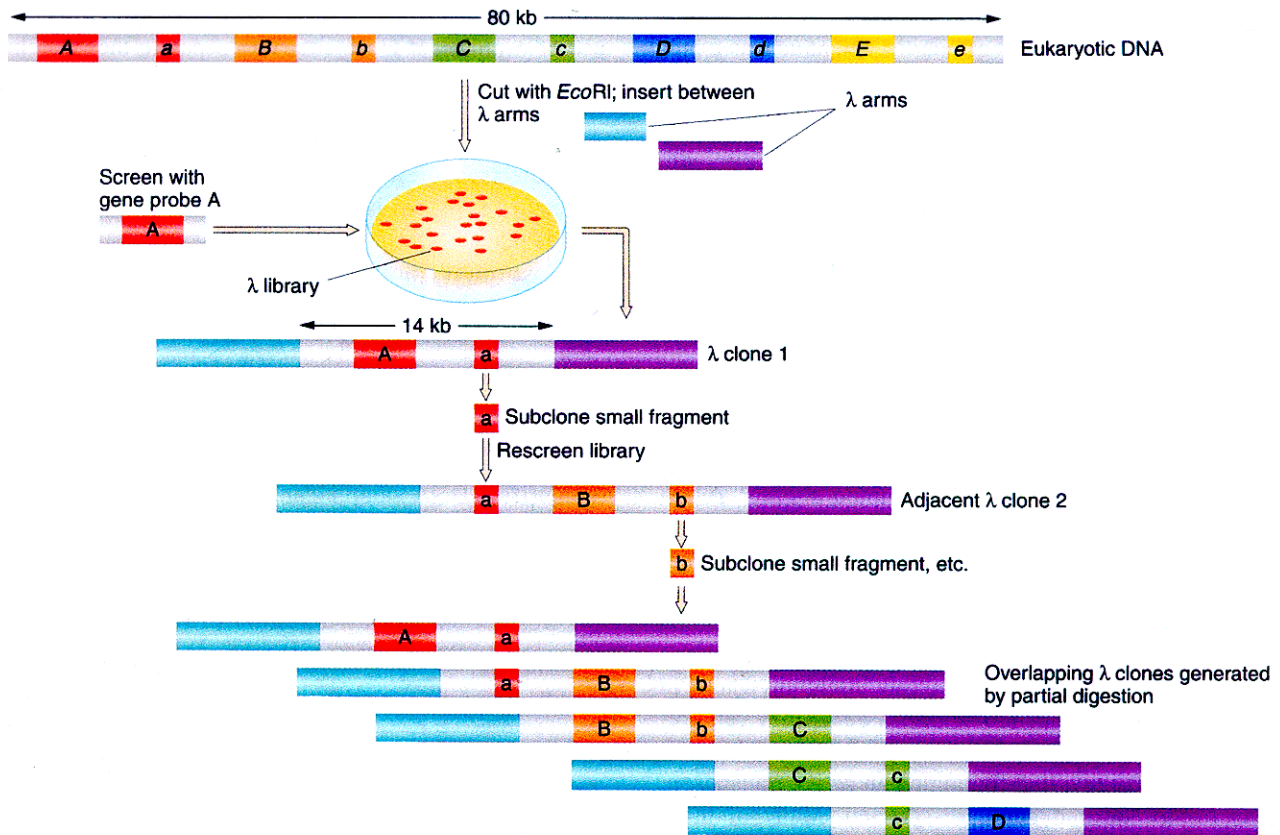 80 kb
A a B b C c D d E e
Eukaryotic DNA
Cut with EcoRI; insert between
λ arms
λ arms
Screen with
gene probe A
A
λ library
14 kb
A a
λ clone 1
a
Subclone small fragment
Rescreen library
a B b
Adjacent λ clone 2
b
Subclone small fragment, etc.
A a
a B b
Overlapping λ clones generated
by partial digestion
B b C
C c
c D